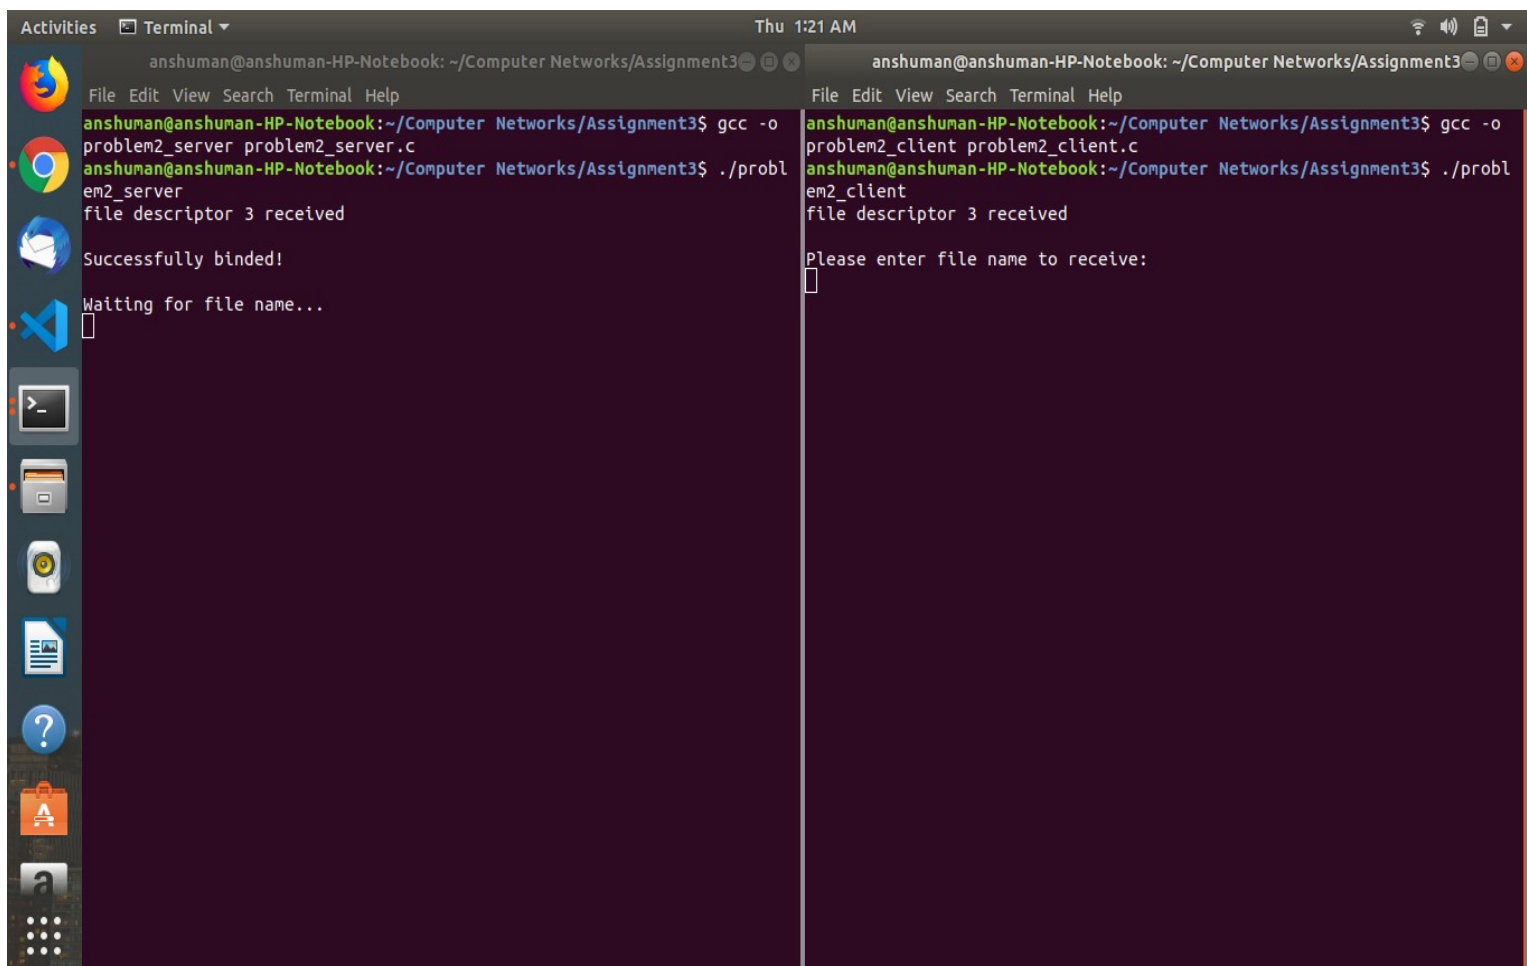 Activities Terminal Thu 1:21 AM
anshuman@anshuman-HP-Notebook: ~/Computer Networks/Assignment3
File Edit View Search Terminal Help
anshuman@anshuman-HP-Notebook:~/Computer Networks/Assignment3$ gcc -o
problem2_server problem2_server.c
anshuman@anshuman-HP-Notebook:~/Computer Networks/Assignment3$ ./probl
em2_server
file descriptor 3 received
Successfully binded!
Waiting for file name...
anshuman@anshuman-HP-Notebook: ~/Computer Networks/Assignment3
File Edit View Search Terminal Help
anshuman@anshuman-HP-Notebook:~/Computer Networks/Assignment3$ gcc -o
problem2_client problem2_client.c
anshuman@anshuman-HP-Notebook:~/Computer Networks/Assignment3$ ./probl
em2_client
file descriptor 3 received
Please enter file name to receive: